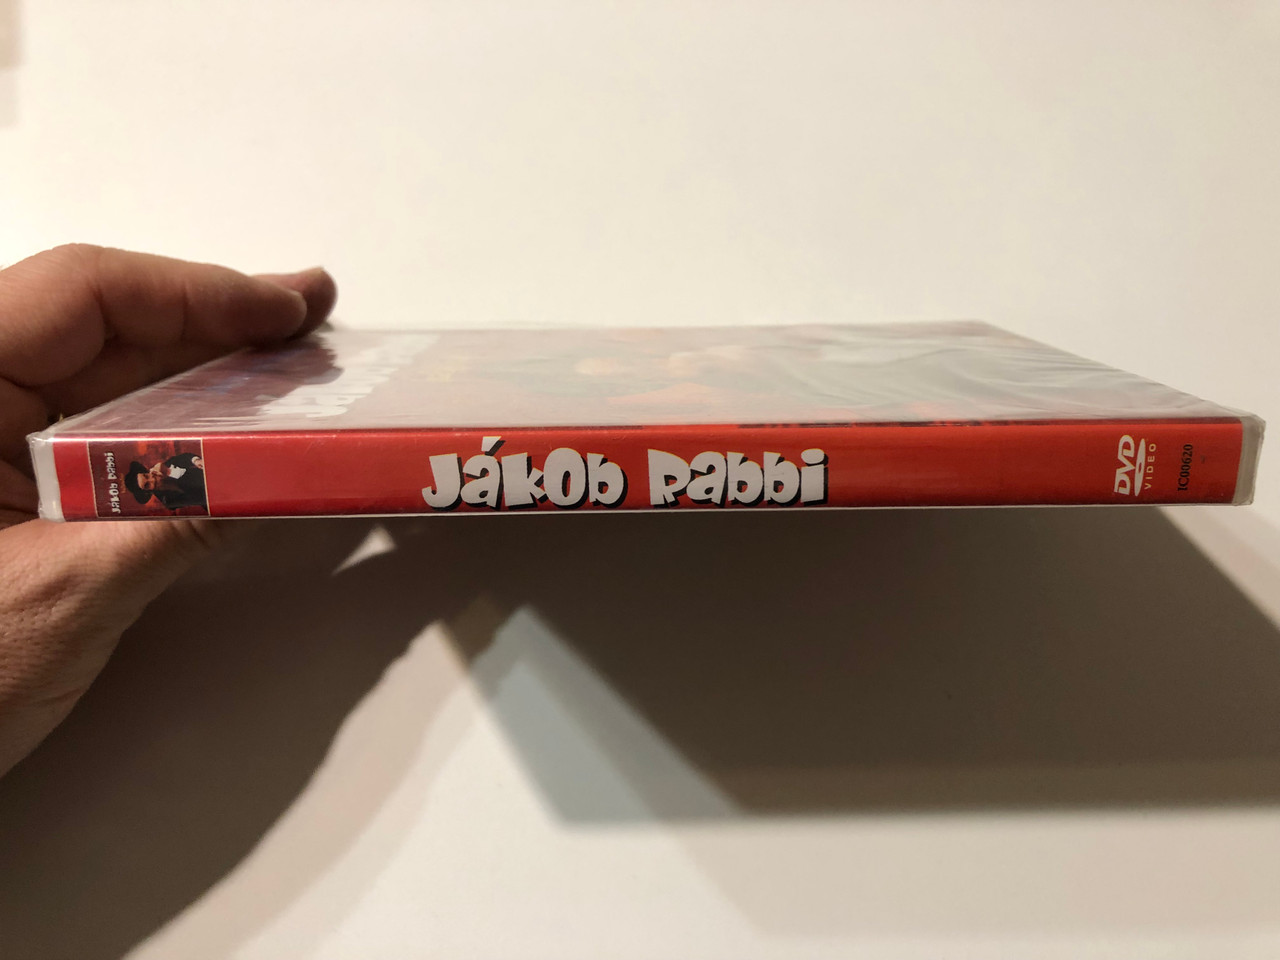 Jákob Rabbi
Jákob Rabbi
DVD
VIDEO
IC00620